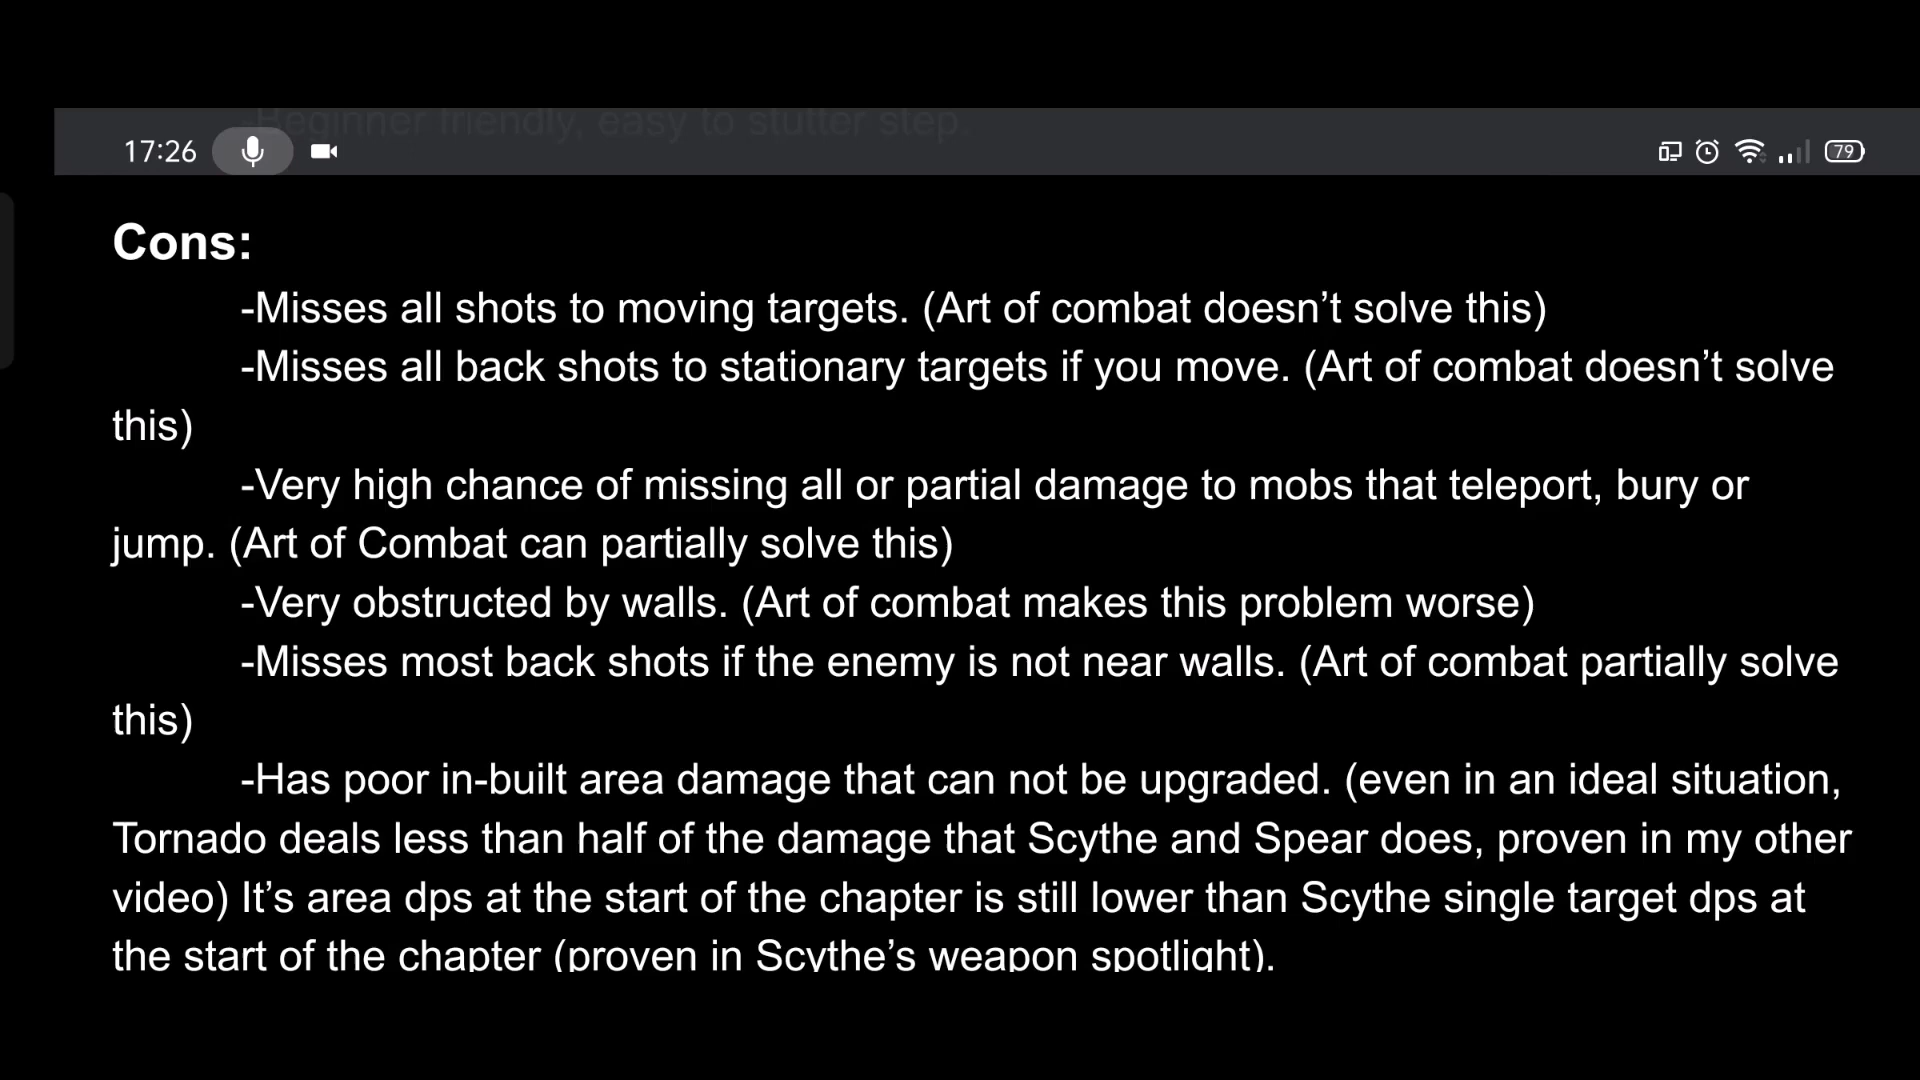 -Beginner friendly, easy to stutter step.
17:26
79
Cons:
-Misses all shots to moving targets. (Art of combat doesn’t solve this)
-Misses all back shots to stationary targets if you move. (Art of combat doesn’t solve
this)
-Very high chance of missing all or partial damage to mobs that teleport, bury or
jump. (Art of Combat can partially solve this)
-Very obstructed by walls. (Art of combat makes this problem worse)
-Misses most back shots if the enemy is not near walls. (Art of combat partially solve
this)
-Has poor in-built area damage that can not be upgraded. (even in an ideal situation,
Tornado deals less than half of the damage that Scythe and Spear does, proven in my other
video) It’s area dps at the start of the chapter is still lower than Scythe single target dps at
the start of the chapter (proven in Scythe’s weapon spotlight).